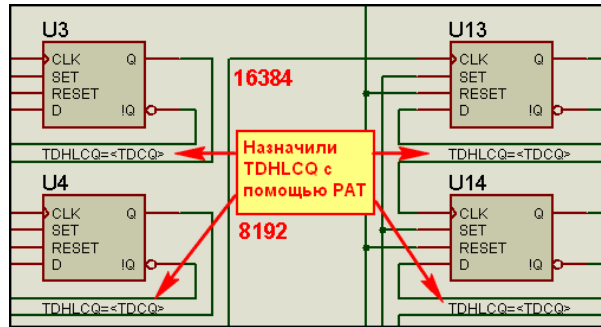 U3
CLK Q
SET
RESET
D !Q
TDHLCQ=<TDCQ>
U4
CLK Q
SET
RESET
D !Q
TDHLCQ=<TDCQ>
16384
Назначили
TDHLCQ с
помощью PAT
8192
U13
CLK Q
SET
RESET
D !Q
TDHLCQ=<TDCQ>
U14
CLK Q
SET
RESET
D !Q
TDHLCQ=<TDCQ>